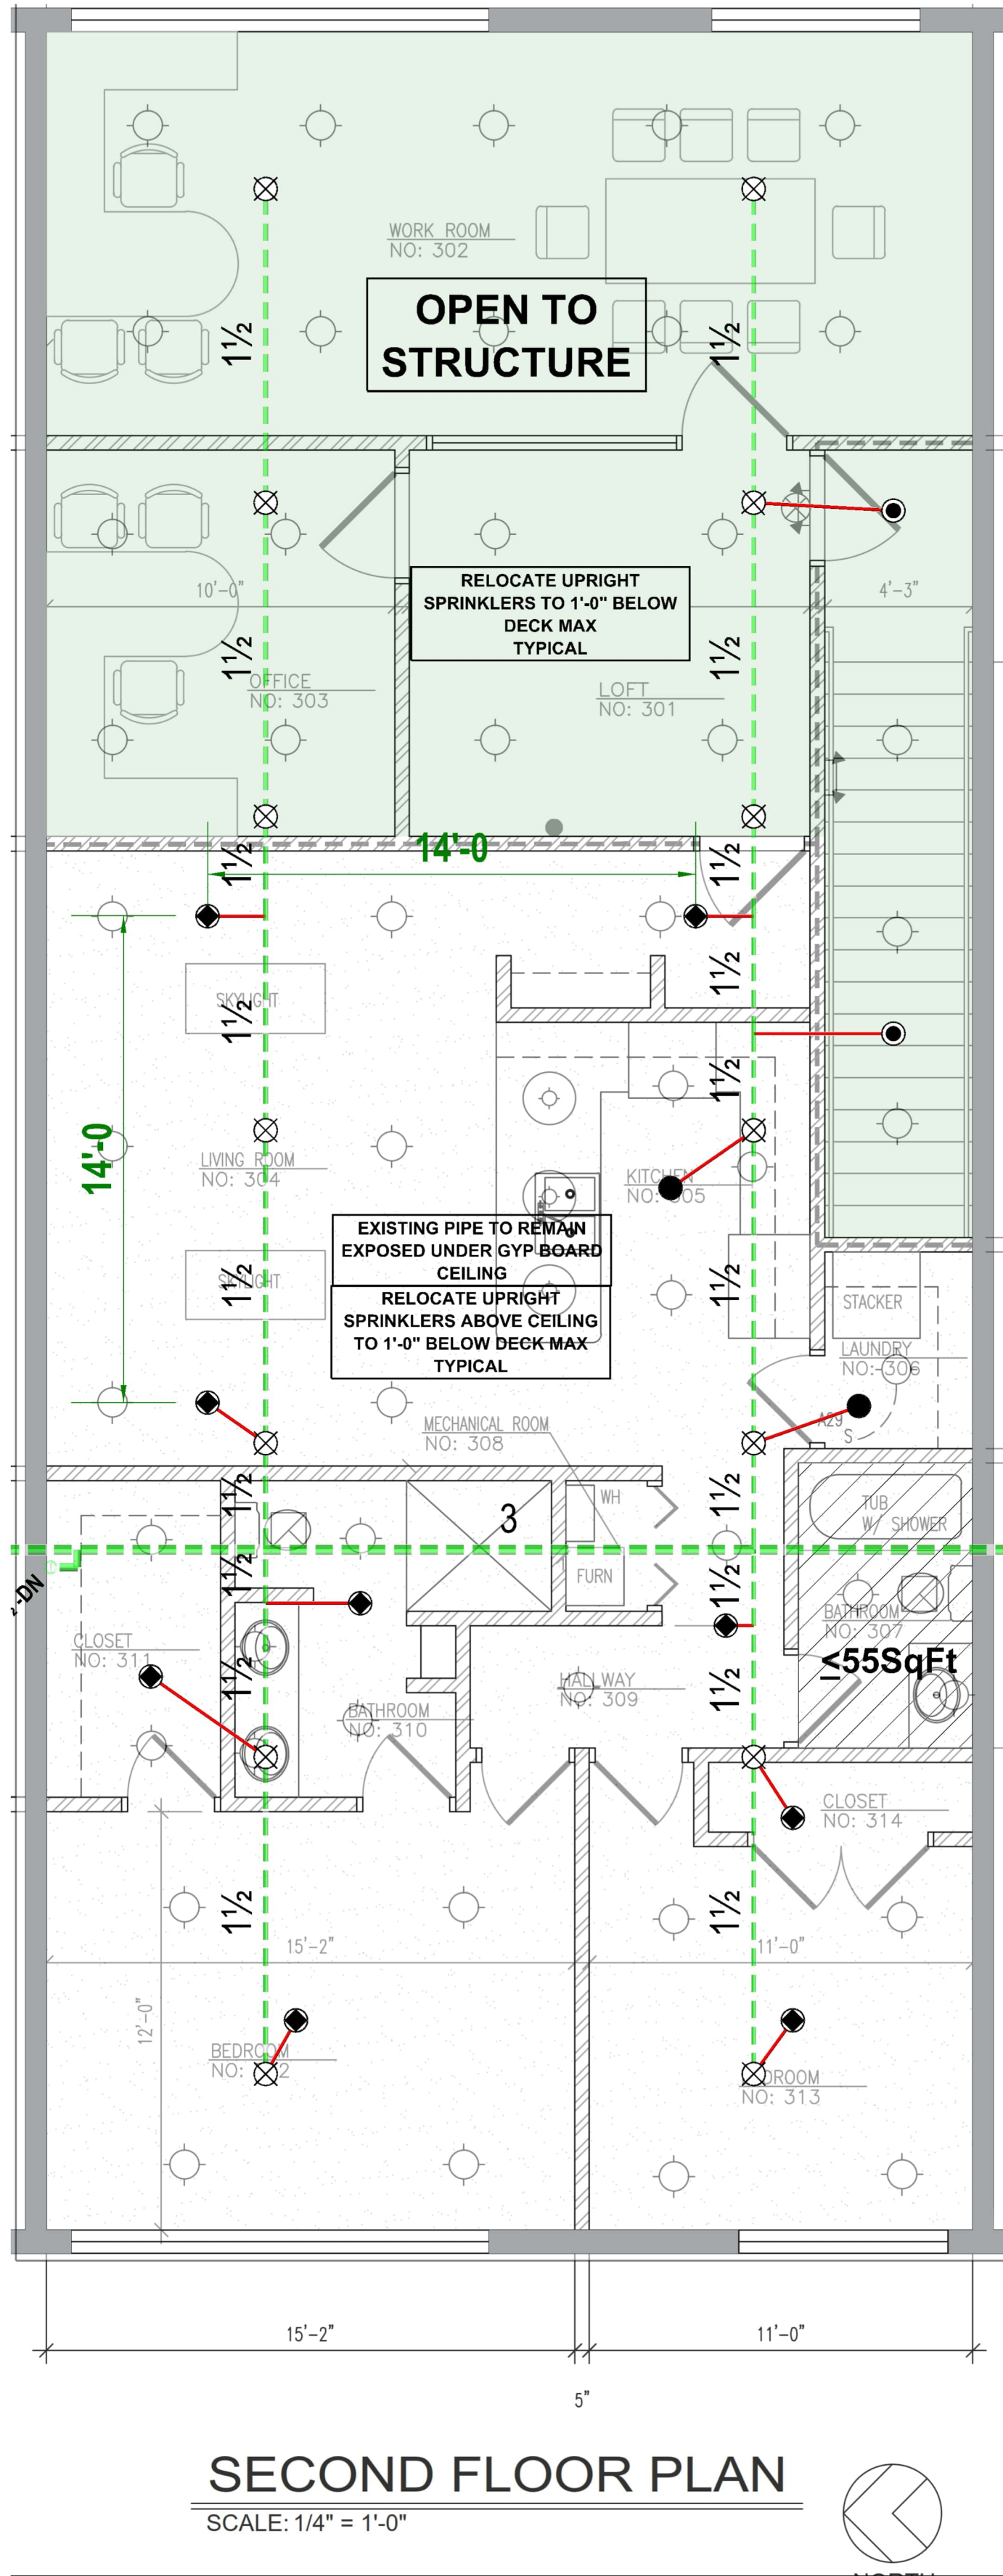 WORK ROOM
NO: 302
OPEN TO
STRUCTURE
1½
1½
RELOCATE UPRIGHT
SPRINKLERS TO 1'-0" BELOW
DECK MAX
TYPICAL
10'-0"
4'-3"
1½
1½
OFFICE
NO: 303
LOFT
NO: 301
14'-0
1½
1½
1½
SKYLIGHT
1½
1½
14'-0
LIVING ROOM
NO: 304
KITCHEN
NO: 305
EXISTING PIPE TO REMAIN
EXPOSED UNDER GYP BOARD
CEILING
SKYLIGHT
1½
1½
RELOCATE UPRIGHT
SPRINKLERS ABOVE CEILING
TO 1'-0" BELOW DECK MAX
TYPICAL
STACKER
LAUNDRY
NO: 306
A29
S
MECHANICAL ROOM
NO: 308
1½
1½
3
WH
TUB
W/ SHOWER
1½
1½
FURN
-DN
BATHROOM
NO: 307
CLOSET
NO: 311
≤55SqFt
1½
1½
HALLWAY
NO: 309
BATHROOM
NO: 310
CLOSET
NO: 314
1½
1½
15'-2"
11'-0"
12'-0"
BEDROOM
NO:
NO: 313
15'-2"
11'-0"
5"
SECOND FLOOR PLAN
SCALE: 1/4" = 1'-0"